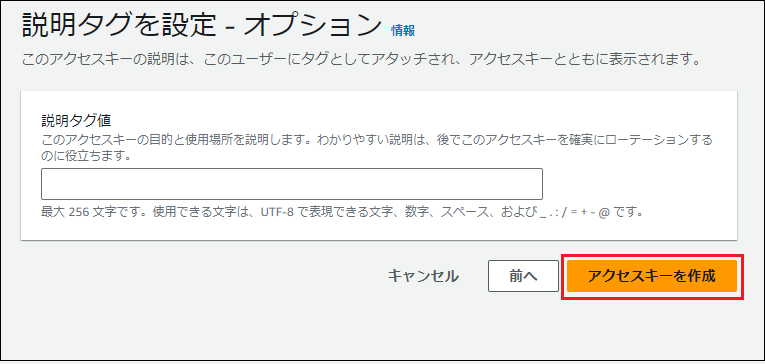 説明タグを設定 - オプション 情報
このアクセスキーの説明は、このユーザーにタグとしてアタッチされ、アクセスキーとともに表示されます。
説明タグ値
このアクセスキーの目的と使用場所を説明します。わかりやすい説明は、後でこのアクセスキーを確実にローテーションする
のに役立ちます。
最大 256 文字です。使用できる文字は、UTF-8 で表現できる文字、数字、スペース、および _ . : / = + - @ です。
キャンセル 前へ アクセスキーを作成